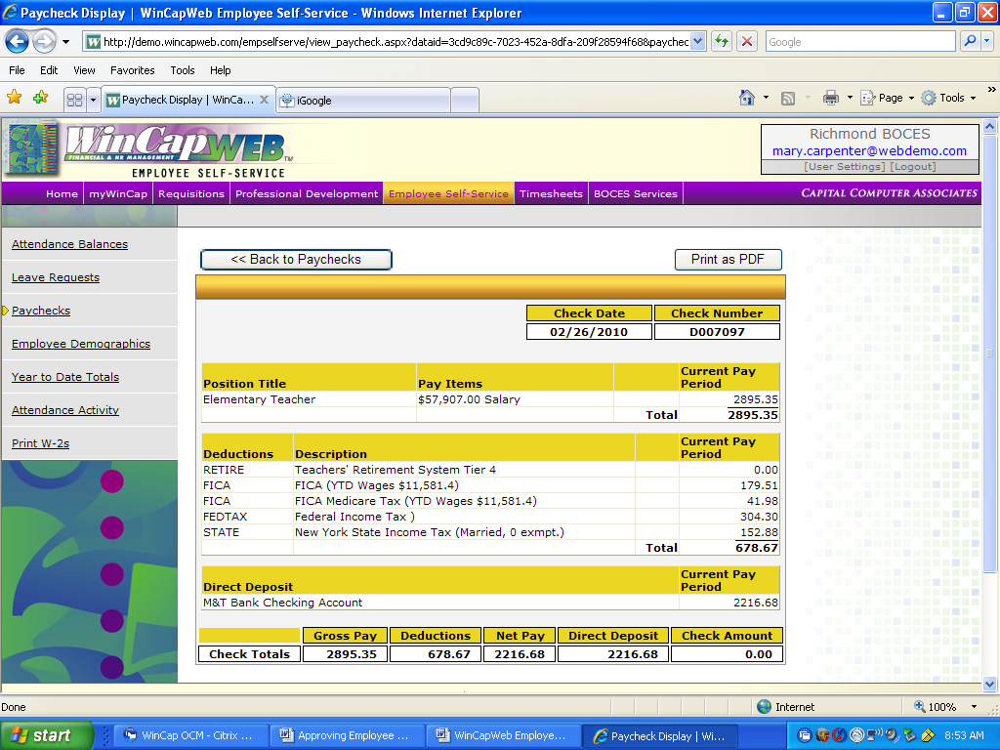 Paycheck Display | WinCapWeb Employee Self-Service - Windows Internet Explorer
http://demo.wincapweb.com/empselfserve/view_paycheck.aspx?dataid=3cd9c89c-7023-452a-8dfa-209f28594f68&paychec
Google
File Edit View Favorites Tools Help
Paycheck Display | WinCa... iGoogle
Page Tools »
WinCapWEB™
FINANCIAL & HR MANAGEMENT
EMPLOYEE SELF-SERVICE
Richmond BOCES
mary.carpenter@webdemo.com
[User Settings] [Logout]
Home myWinCap Requisitions Professional Development Employee Self-Service Timesheets BOCES Services CAPITAL COMPUTER ASSOCIATES
Attendance Balances
Leave Requests
Paychecks
Employee Demographics
Year to Date Totals
Attendance Activity
Print W-2s
<< Back to Paychecks Print as PDF
Check Date Check Number
02/26/2010 D007097
Position Title Pay Items Current Pay Period
Elementary Teacher $57,907.00 Salary 2895.35
Total 2895.35
Deductions Description Current Pay Period
RETIRE Teachers' Retirement System Tier 4 0.00
FICA FICA (YTD Wages $11,581.4) 179.51
FICA FICA Medicare Tax (YTD Wages $11,581.4) 41.98
FEDTAX Federal Income Tax ) 304.30
STATE New York State Income Tax (Married, 0 exmpt.) 152.88
Total 678.67
Direct Deposit Current Pay Period
M&T Bank Checking Account 2216.68
Gross Pay Deductions Net Pay Direct Deposit Check Amount
Check Totals 2895.35 678.67 2216.68 2216.68 0.00
Done Internet 100%
start WinCap OCM - Citrix ... Approving Employee ... WinCapWeb Employe... Paycheck Display | Wi... 8:53 AM